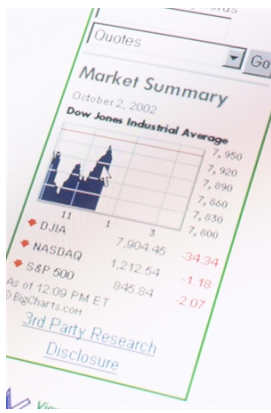 Quotes
Go
Market Summary
October 2, 2002
Dow Jones Industrial Average
7,950
7,920
7,890
7,860
7,830
7,800
11 1 3
DJIA 7,904.45 -34.34
NASDAQ 1,212.54 -1.18
S&P 500 845.84 -2.07
As of 12:09 PM ET
© BigCharts.com
3rd Party Research
Disclosure